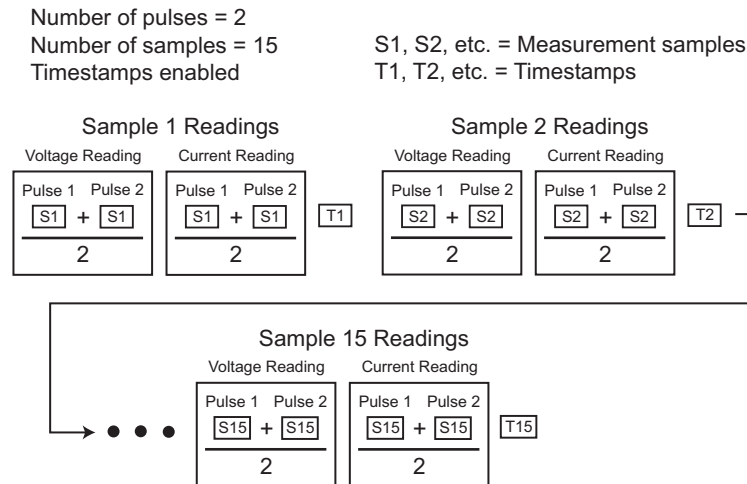 Number of pulses = 2
Number of samples = 15
Timestamps enabled
S1, S2, etc. = Measurement samples
T1, T2, etc. = Timestamps
Sample 1 Readings
Sample 2 Readings
Voltage Reading Current Reading
Voltage Reading Current Reading
Pulse 1 Pulse 2 Pulse 1 Pulse 2
Pulse 1 Pulse 2 Pulse 1 Pulse 2
S1 + S1 S1 + S1 T1
S2 + S2 S2 + S2 T2
2 2
2 2
Sample 15 Readings
Voltage Reading Current Reading
Pulse 1 Pulse 2 Pulse 1 Pulse 2
S15 + S15 S15 + S15 T15
2 2